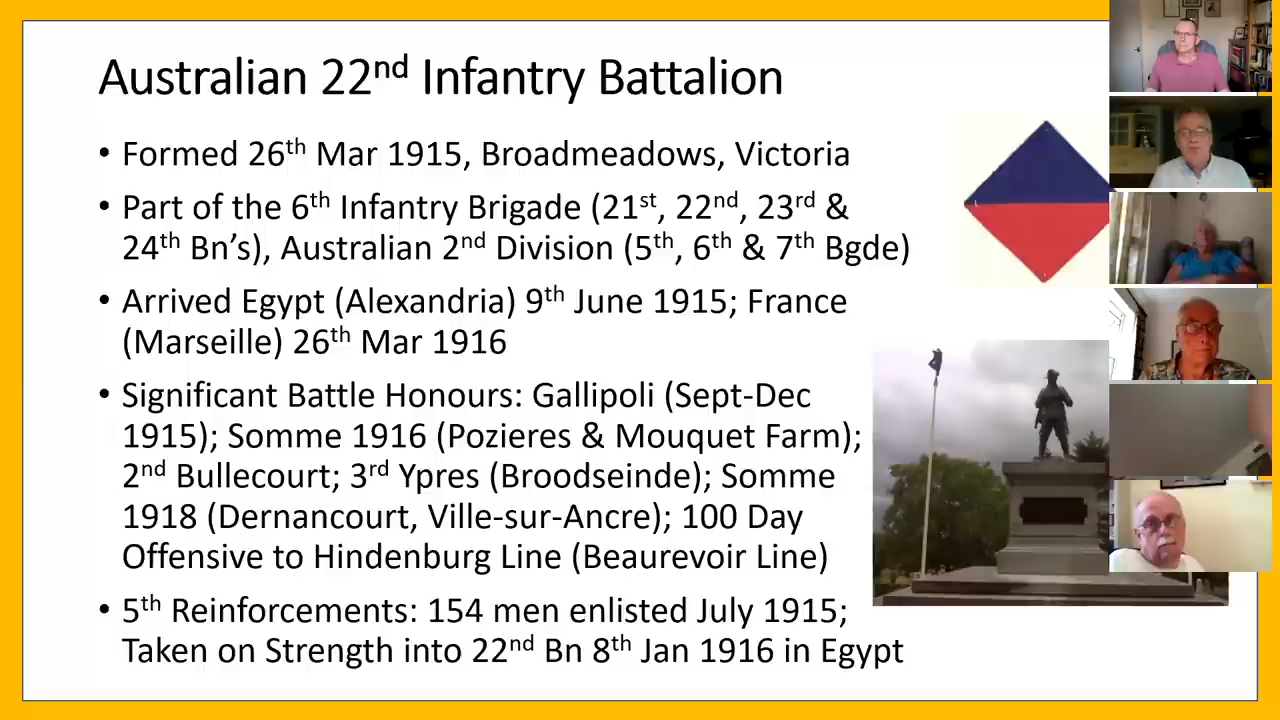 Australian 22nd Infantry Battalion
• Formed 26th Mar 1915, Broadmeadows, Victoria
• Part of the 6th Infantry Brigade (21st, 22nd, 23rd &
24th Bn's), Australian 2nd Division (5th, 6th & 7th Bgde)
• Arrived Egypt (Alexandria) 9th June 1915; France
(Marseille) 26th Mar 1916
• Significant Battle Honours: Gallipoli (Sept-Dec
1915); Somme 1916 (Pozieres & Mouquet Farm);
2nd Bullecourt; 3rd Ypres (Broodseinde); Somme
1918 (Dernancourt, Ville-sur-Ancre); 100 Day
Offensive to Hindenburg Line (Beaurevoir Line)
• 5th Reinforcements: 154 men enlisted July 1915;
Taken on Strength into 22nd Bn 8th Jan 1916 in Egypt